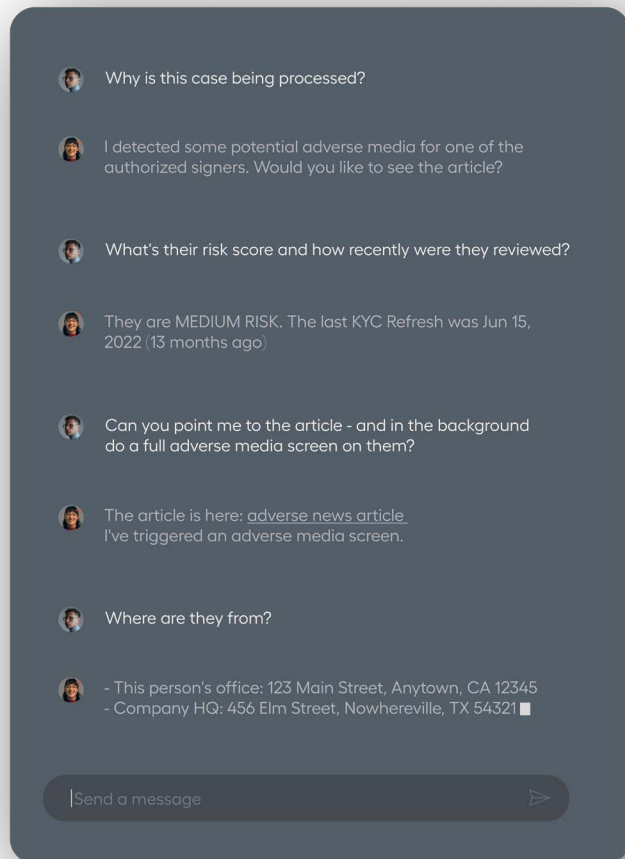 Why is this case being processed?
I detected some potential adverse media for one of the
authorized signers. Would you like to see the article?
What's their risk score and how recently were they reviewed?
They are MEDIUM RISK. The last KYC Refresh was Jun 15,
2022 (13 months ago)
Can you point me to the article - and in the background
do a full adverse media screen on them?
The article is here: adverse news article
I've triggered an adverse media screen.
Where are they from?
- This person's office: 123 Main Street, Anytown, CA 12345
- Company HQ: 456 Elm Street, Nowhereville, TX 54321
Send a message